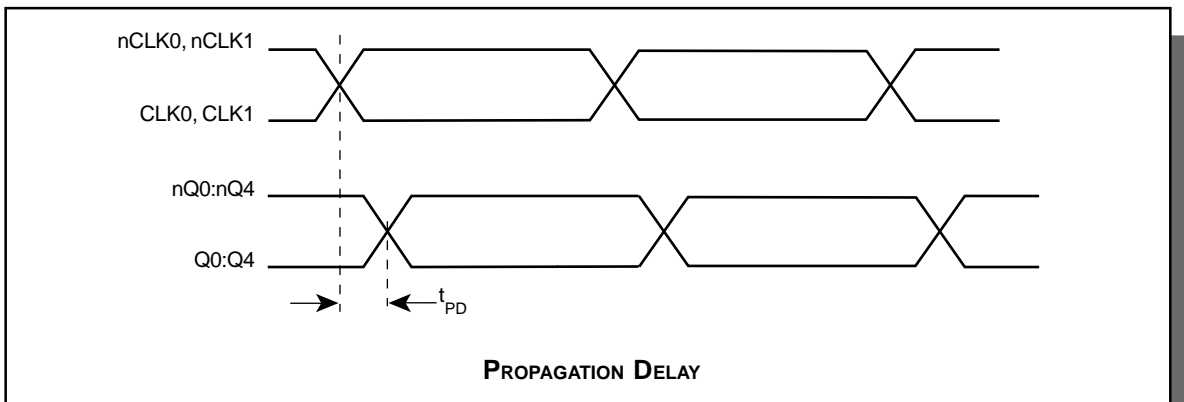 nCLK0, nCLK1
CLK0, CLK1
nQ0:nQ4
Q0:Q4
tPD
PROPAGATION DELAY